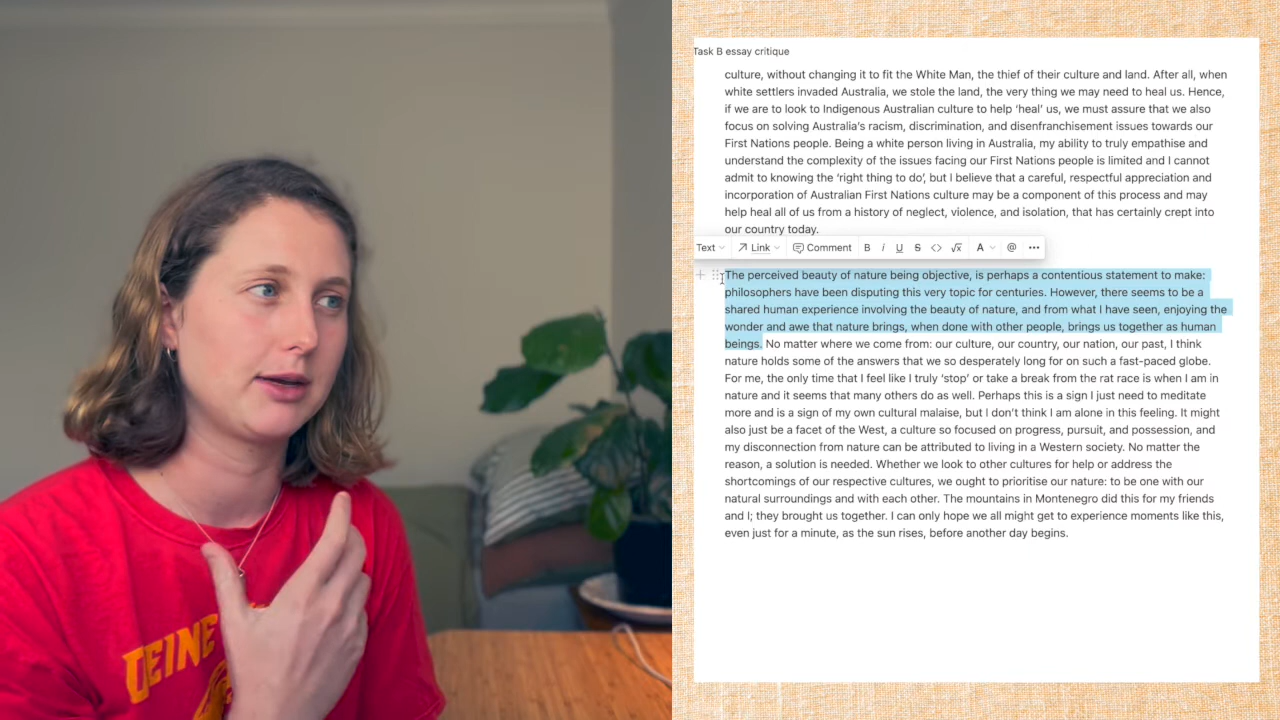 Task B essay critique
culture, without changing it to fit the White man, the thief of their culture and land. After all, when
white settlers invaded Australia, we stole the land, the very thing we may need to heal us. Hence,
if we are to look to Indigenous Australian culture to help ‘heal’ us, we must ensure that we also
focus on solving Australia's racism, discrimination, and disenfranchisement issues towards our
First Nations people. Being a white person living in Australia, my ability to truly empathise and
understand the complexity of the issues facing our First Nations people is limited and I cannot
admit to knowing the ‘right thing to do’, but I believe that a careful, respectful appreciation and
incorporation of Australian First Nations culture may be a component of the process and may
help heal all of us from a history of neglect, violence, and isolation, that has certainly crept into
our country today.
Text Link Comment B i U S <> √x A @ •••
The perceived beauty of nature being objective, is perhaps a contentious statement to make:
philosophers have been disputing this very topic for centuries. However, there seems to be a
shared human experience involving the beauty of nature, and from what I have seen, enjoying the
wonder and awe that nature brings, when done with other people, brings us together as human
beings. No matter where we come from: our culture, our country, our nation, our past, I think
nature holds some of the answers that we desperately look for on such a fast-paced globe.
For me, the only times that I feel like I truly ‘stop’ or take a break from the rat race is when I am in
nature and it seems that many others do as well. Perhaps this is a sign I just need to meditate
more and is a sign of my own cultural malady, but I don’t think I am alone in this feeling. It might
also just be a facet of the West, a culture so focused on progress, pursuit, and possession, and
my disconnection from nature can be attributed to living in a Western society. No matter the
reason, resolution is needed. Whether we look to other cultures for help or address the
shortcomings of our respective cultures, we ought to prioritise our nature: to be one with our
natural surroundings and with each other. The mountains in Montenegro did this for my friends
and I; they brought us together. I can only hope we all might get to experience moments like this,
even just for a minute, as the sun rises, before another day begins.